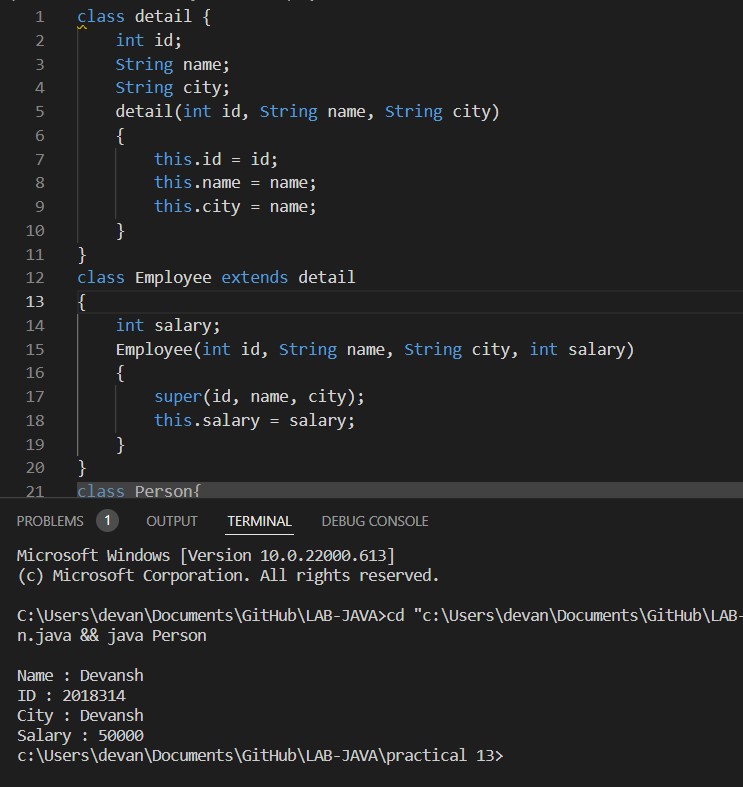 1 class detail {
2 int id;
3 String name;
4 String city;
5 detail(int id, String name, String city)
6 {
7 this.id = id;
8 this.name = name;
9 this.city = name;
10 }
11 }
12 class Employee extends detail
13 {
14 int salary;
15 Employee(int id, String name, String city, int salary)
16 {
17 super(id, name, city);
18 this.salary = salary;
19 }
20 }
21 class Person{
PROBLEMS 1 OUTPUT TERMINAL DEBUG CONSOLE
Microsoft Windows [Version 10.0.22000.613]
(c) Microsoft Corporation. All rights reserved.
C:\Users\devan\Documents\GitHub\LAB-JAVA>cd "c:\Users\devan\Documents\GitHub\LAB-
n.java && java Person
Name : Devansh
ID : 2018314
City : Devansh
Salary : 50000
c:\Users\devan\Documents\GitHub\LAB-JAVA\practical 13>